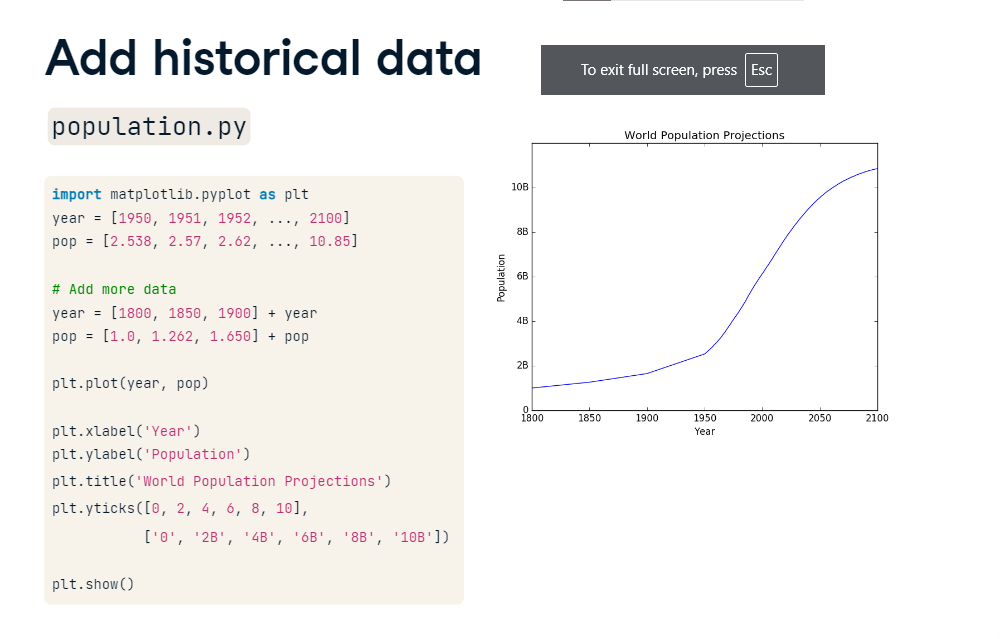 Add historical data
To exit full screen, press Esc
population.py
import matplotlib.pyplot as plt
year = [1950, 1951, 1952, ..., 2100]
pop = [2.538, 2.57, 2.62, ..., 10.85]
# Add more data
year = [1800, 1850, 1900] + year
pop = [1.0, 1.262, 1.650] + pop
plt.plot(year, pop)
plt.xlabel('Year')
plt.ylabel('Population')
plt.title('World Population Projections')
plt.yticks([0, 2, 4, 6, 8, 10],
['0', '2B', '4B', '6B', '8B', '10B'])
plt.show()
World Population Projections
Population
10B
8B
6B
4B
2B
0
1800 1850 1900 1950 2000 2050 2100
Year